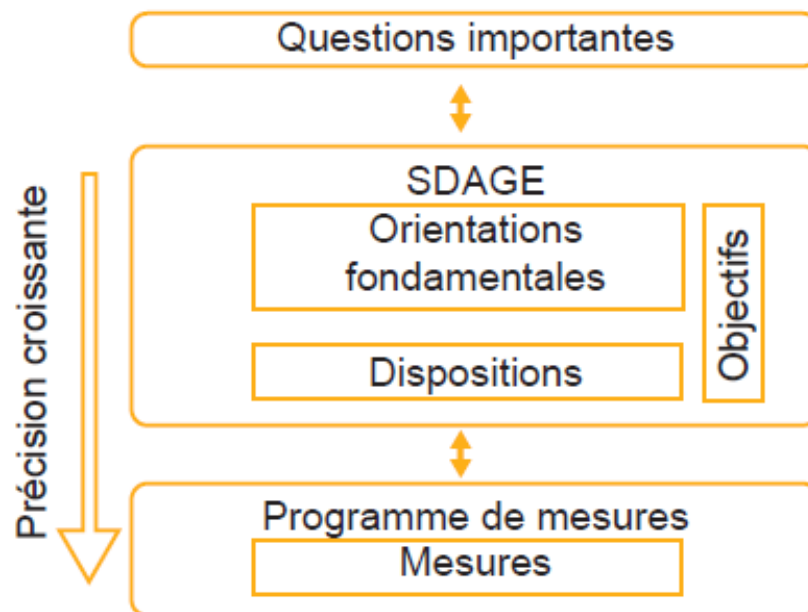 Questions importantes
Précision croissante
SDAGE
Orientations
fondamentales
Objectifs
Dispositions
Programme de mesures
Mesures